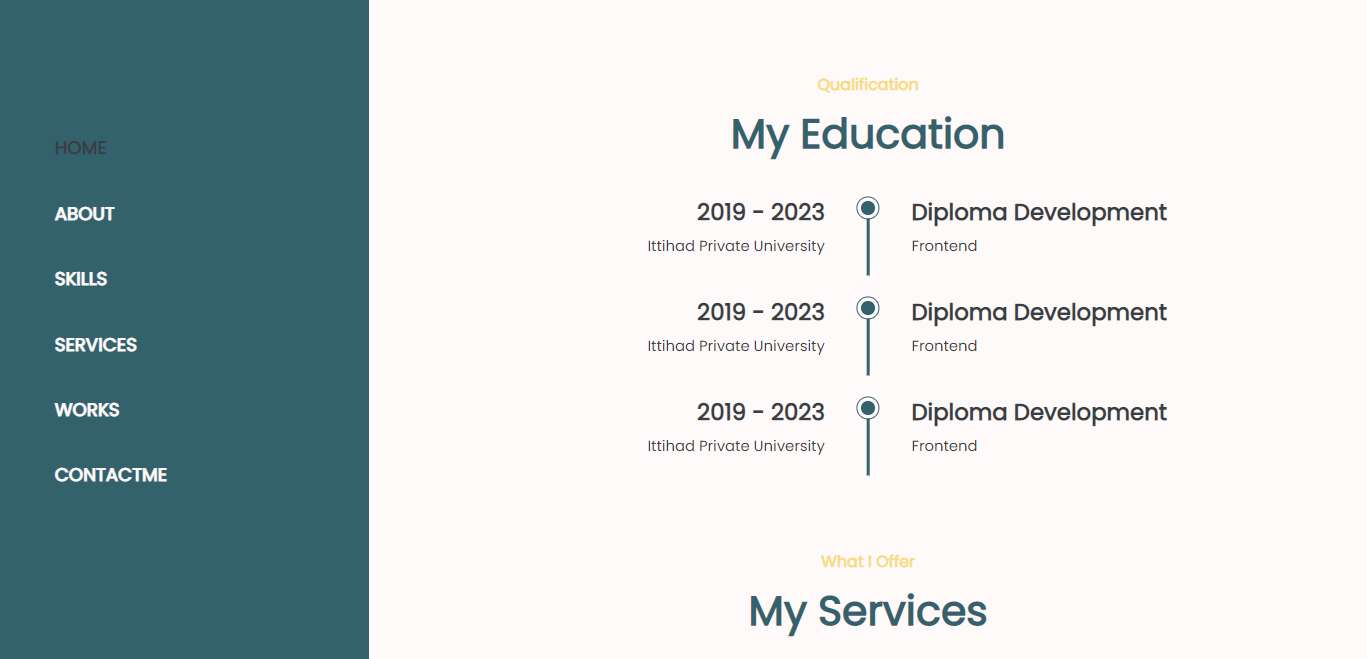 HOME
ABOUT
SKILLS
SERVICES
WORKS
CONTACTME
Qualification
My Education
2019 - 2023
Ittihad Private University
Diploma Development
Frontend
2019 - 2023
Ittihad Private University
Diploma Development
Frontend
2019 - 2023
Ittihad Private University
Diploma Development
Frontend
What I Offer
My Services